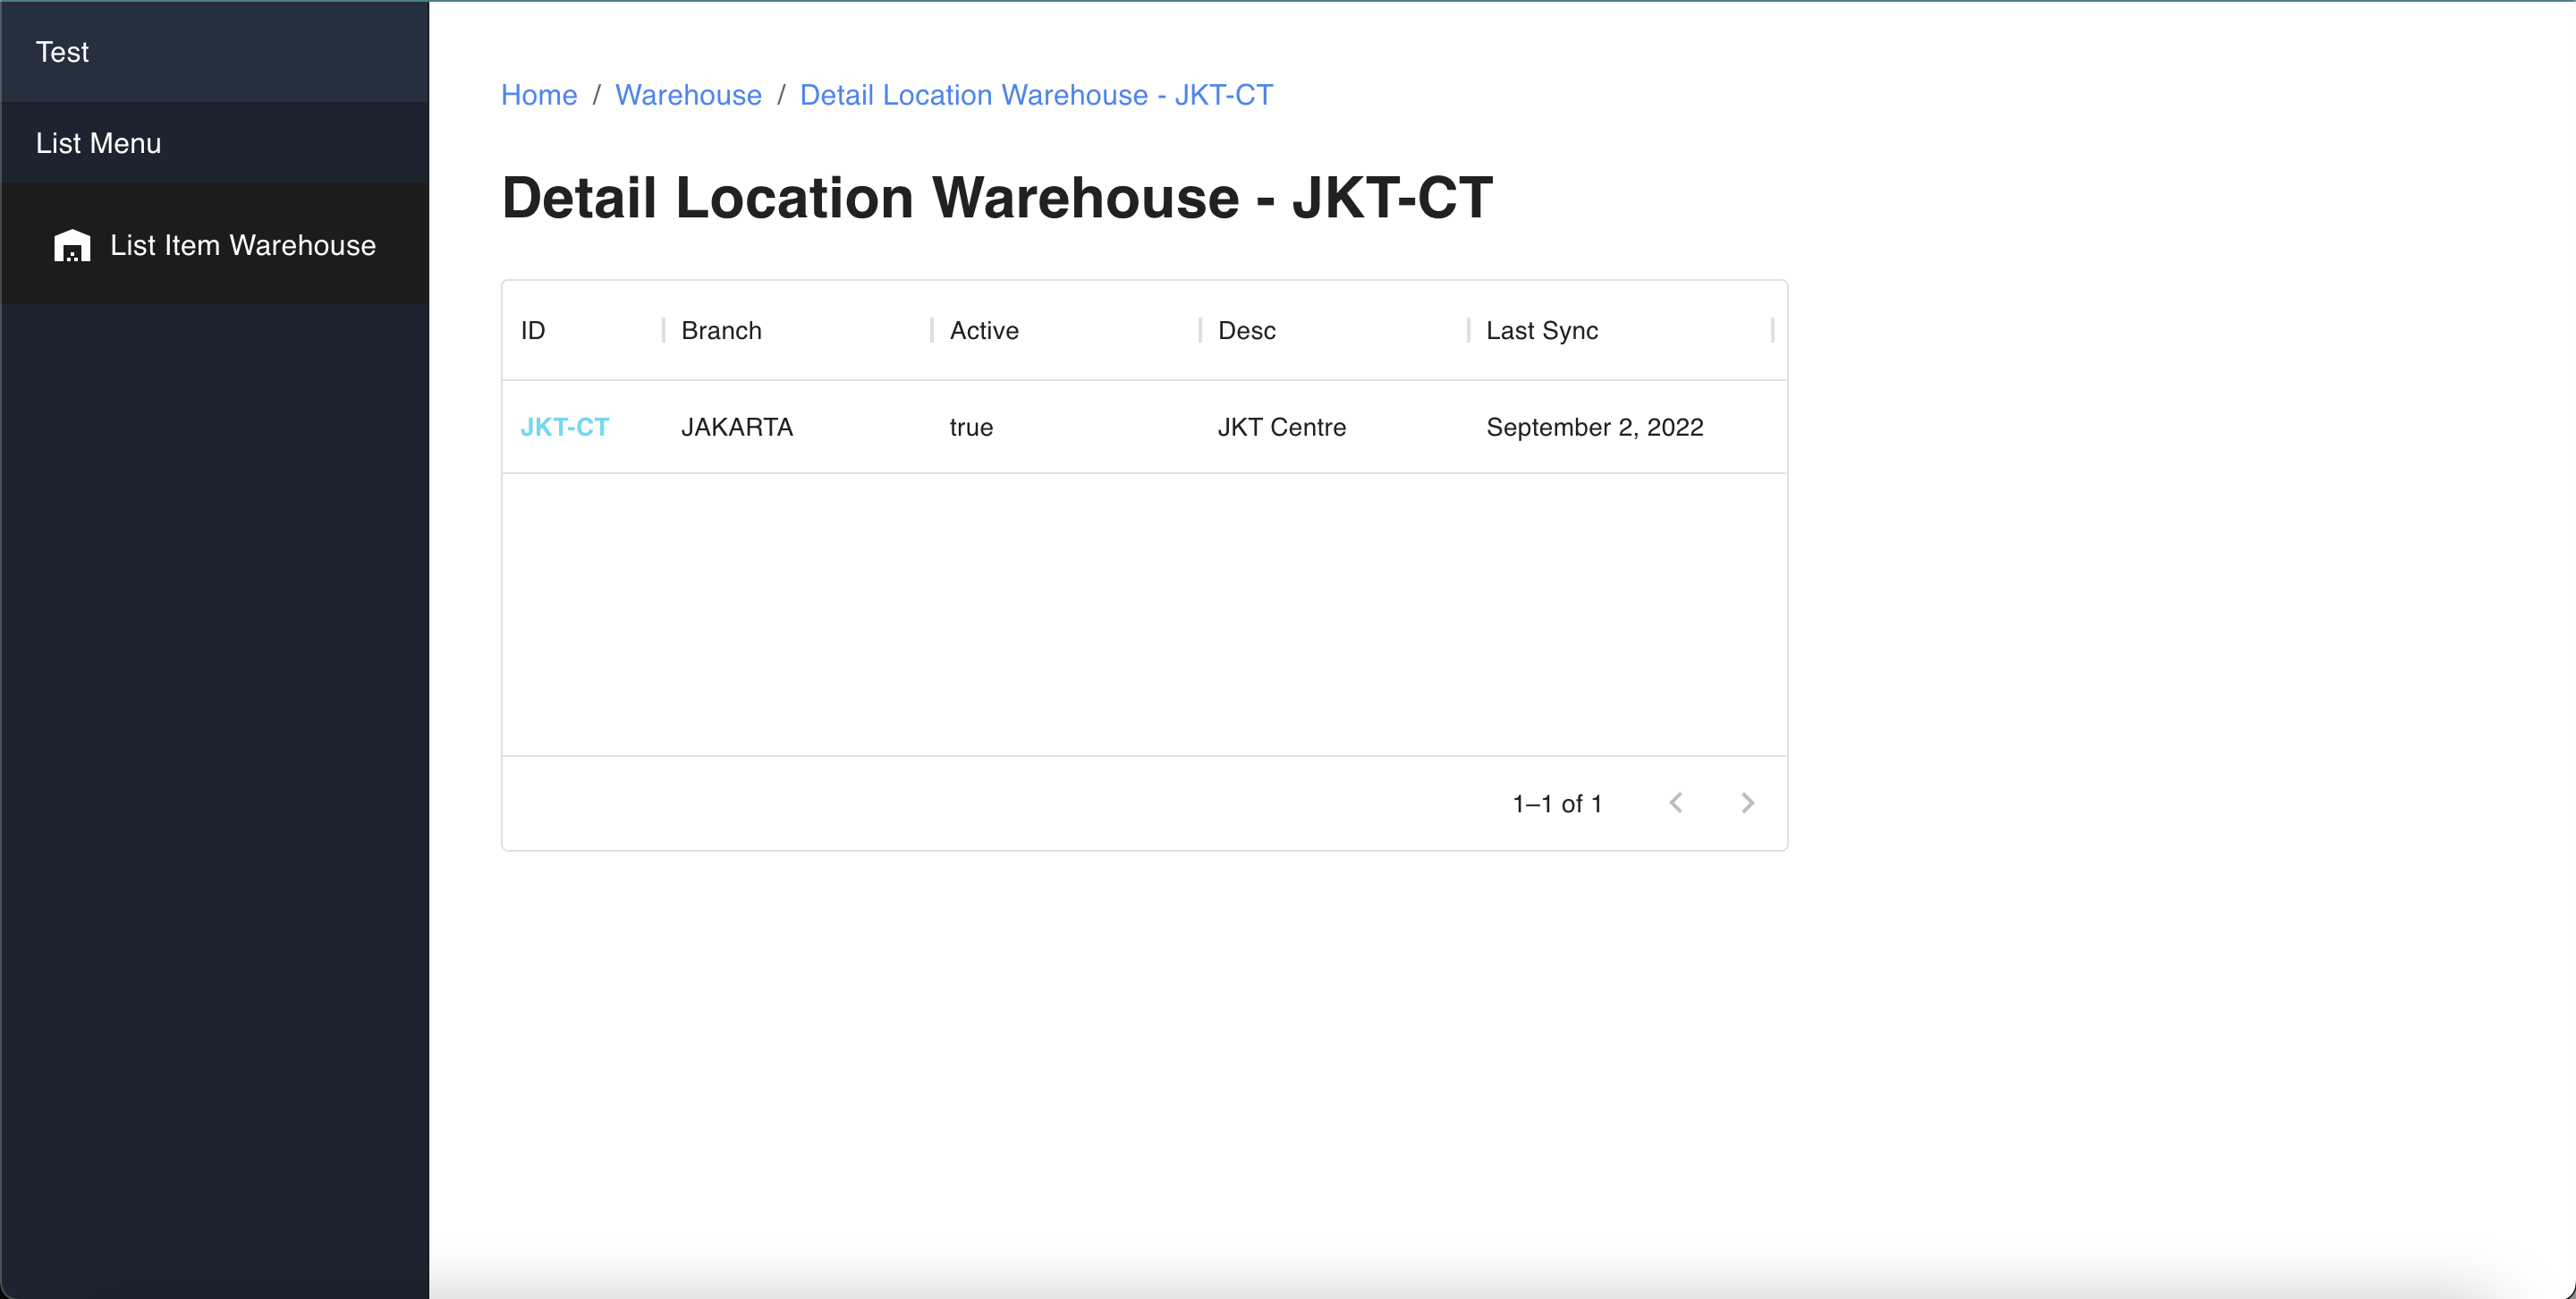 Test
List Menu
List Item Warehouse
Home / Warehouse / Detail Location Warehouse - JKT-CT
Detail Location Warehouse - JKT-CT
ID Branch Active Desc Last Sync
JKT-CT JAKARTA true JKT Centre September 2, 2022
1–1 of 1